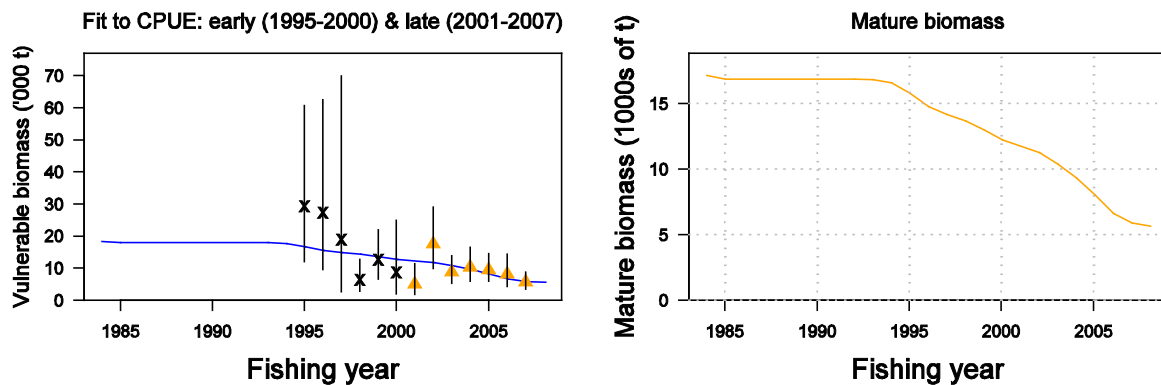 Fit to CPUE: early (1995-2000) & late (2001-2007)
Vulnerable biomass ('000 t)
70
60
50
40
30
20
10
0
1985 1990 1995 2000 2005
Fishing year
Mature biomass
Mature biomass (1000s of t)
15
10
5
0
1985 1990 1995 2000 2005
Fishing year